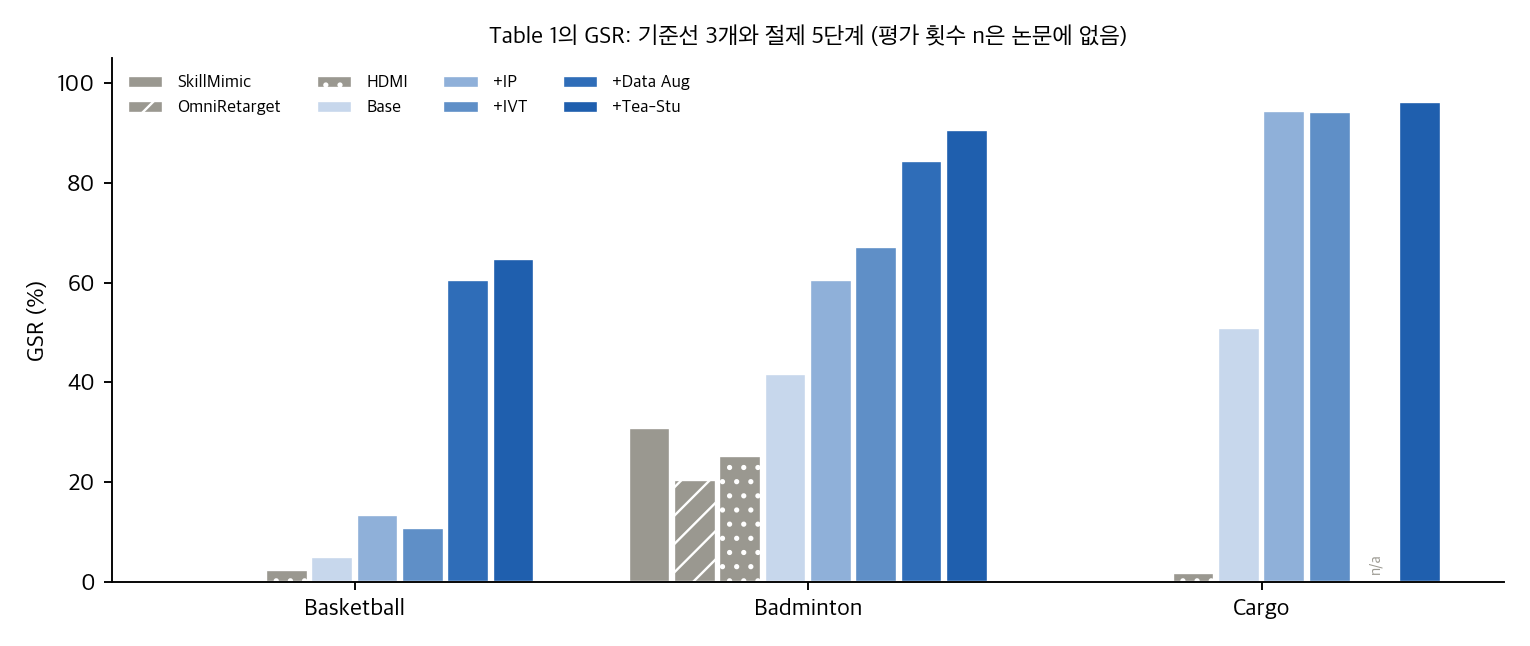 Table 1의 GSR: 기준선 3개와 절제 5단계 (평가 횟수 n은 논문에 없음)
SkillMimic
OmniRetarget
HDMI
Base
+IP
+IVT
+Data Aug
+Tea-Stu
GSR (%)
100
80
60
40
20
0
n/a
Basketball
Badminton
Cargo